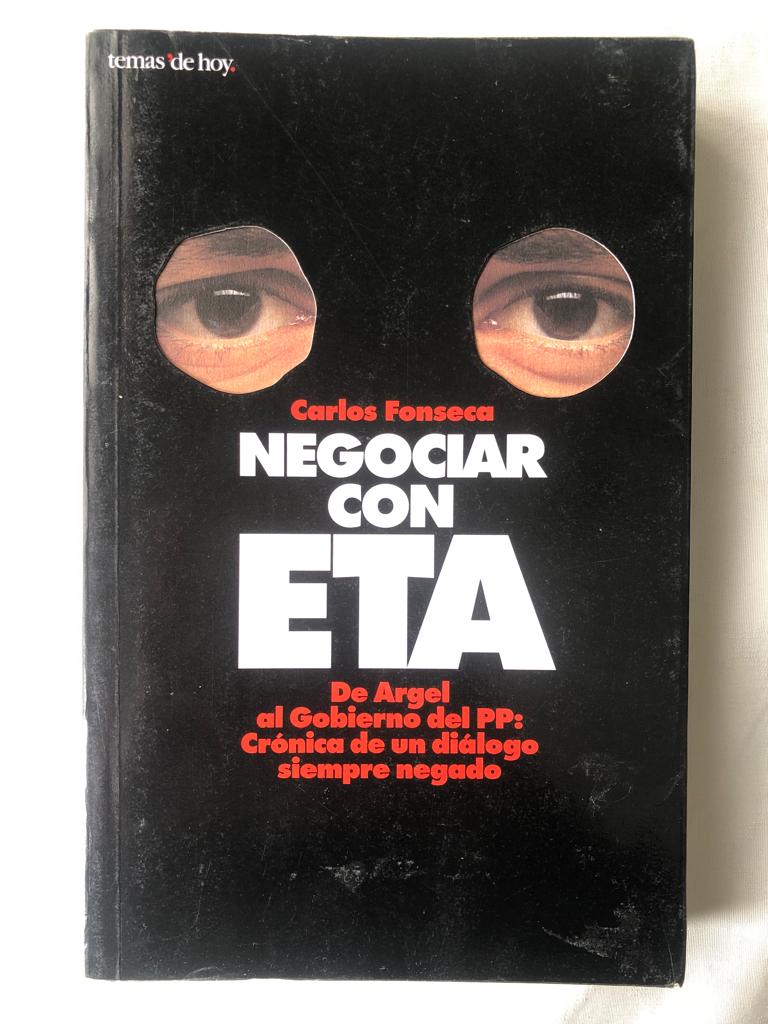 temas 'de hoy.
Carlos Fonseca
NEGOCIAR
CON
ETA
De Argel
al Gobierno del PP:
Crónica de un diálogo
siempre negado